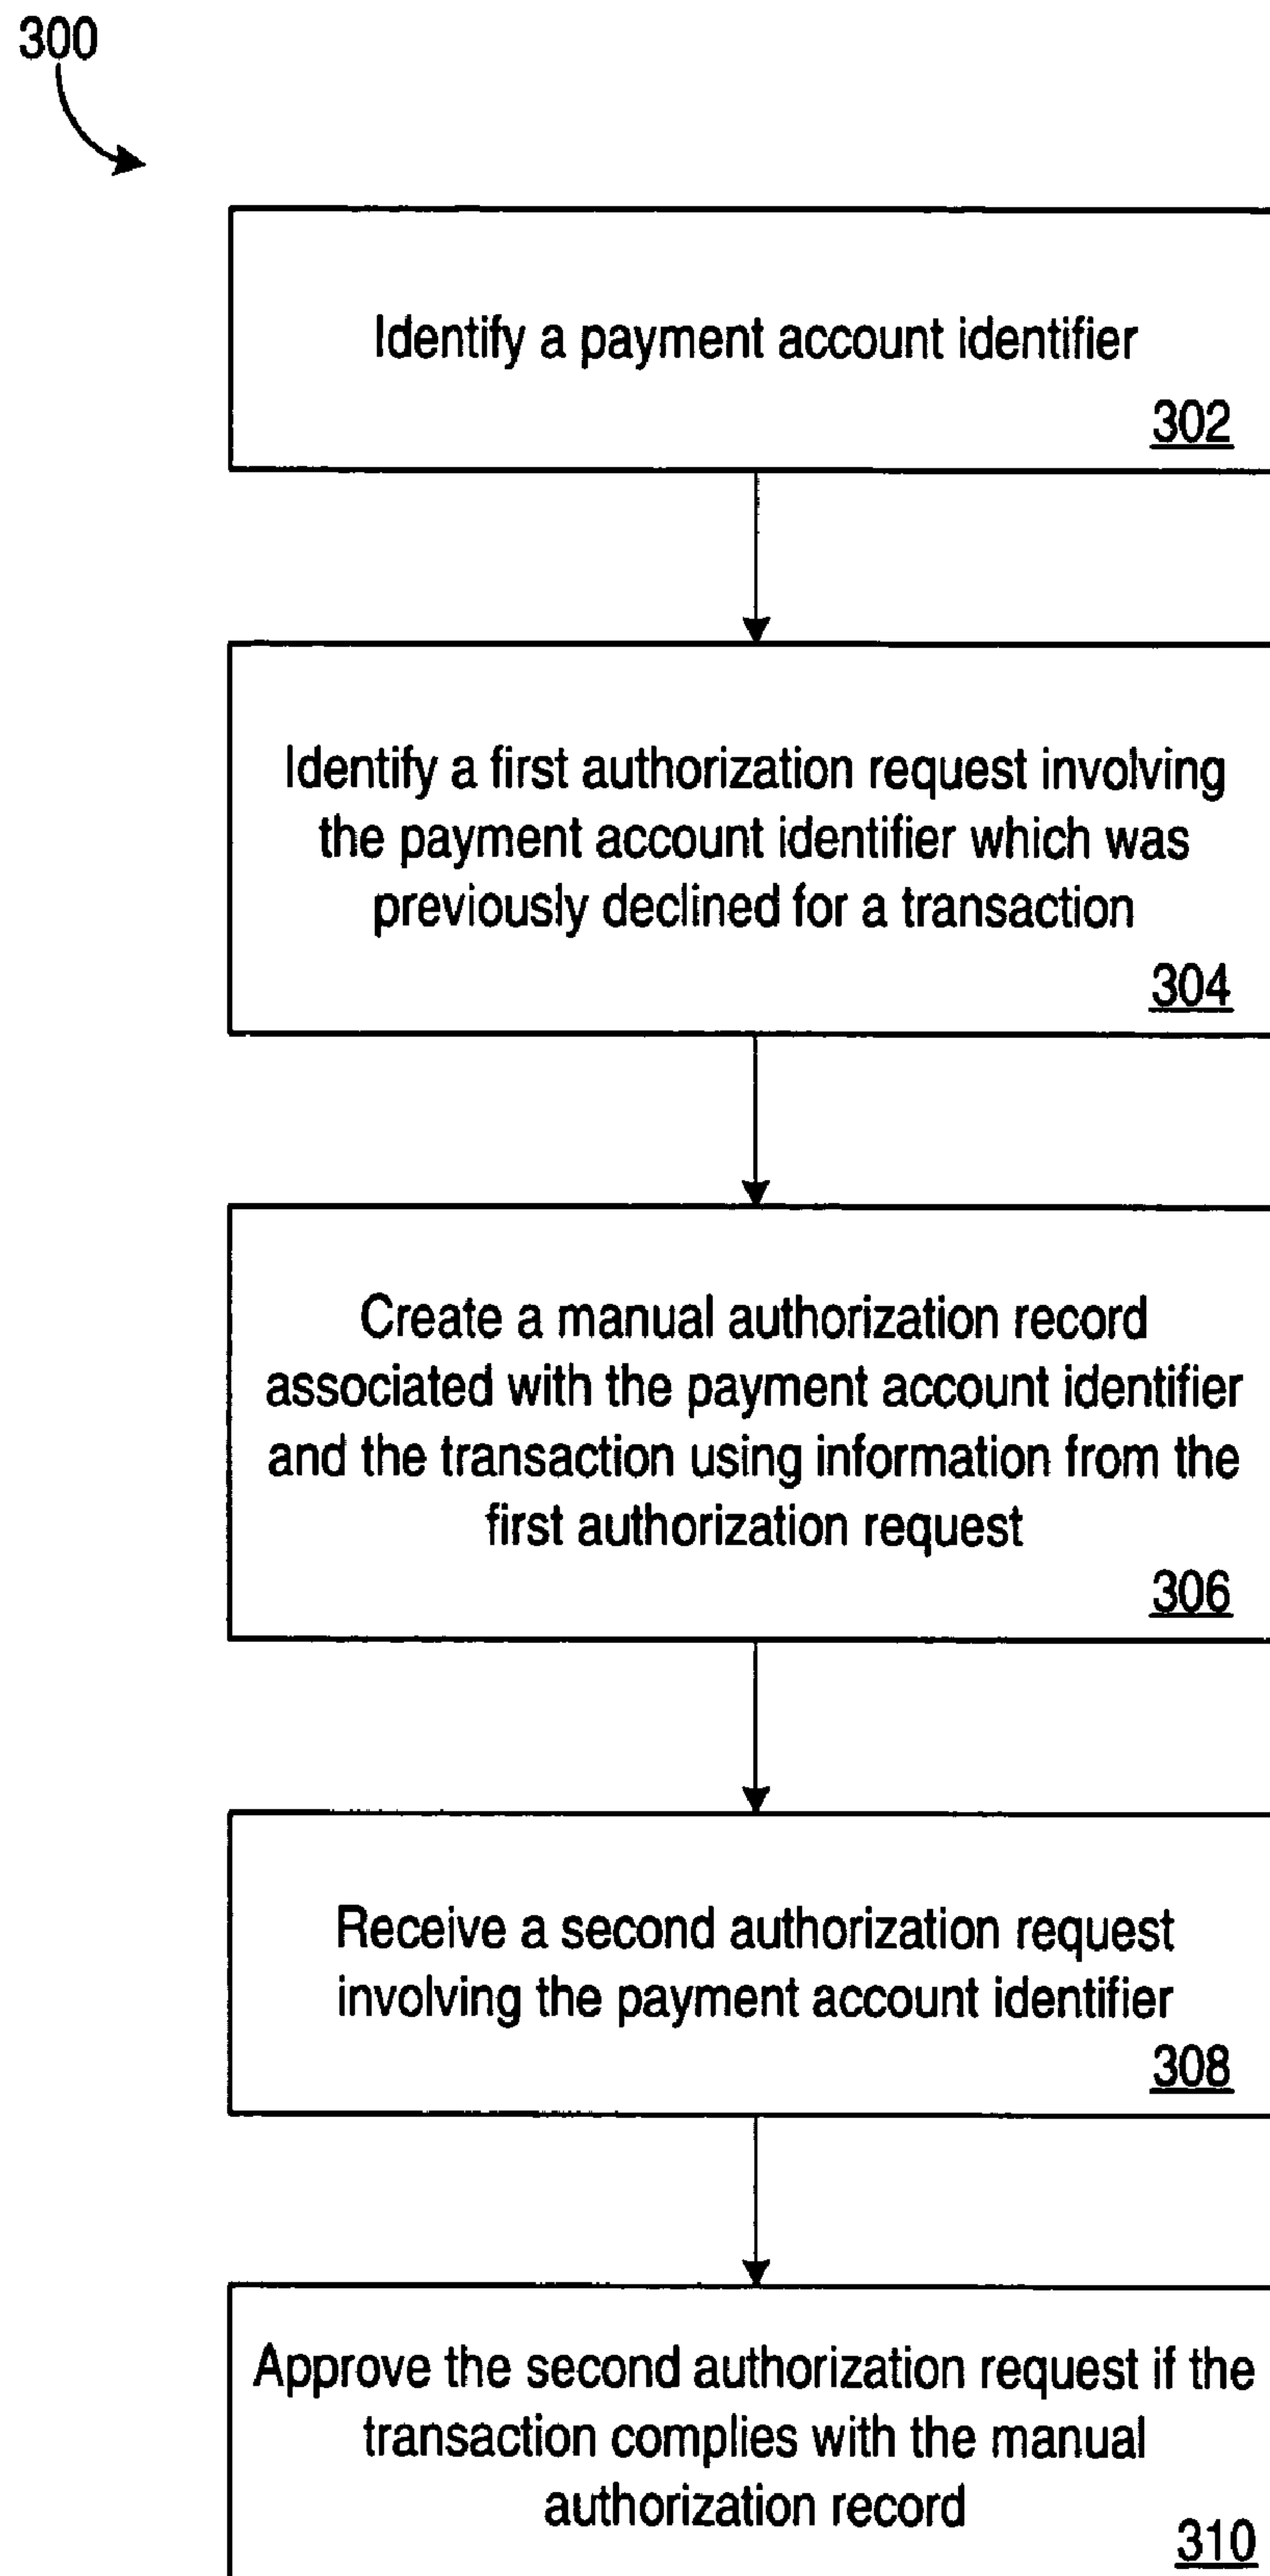 300
Identify a payment account identifier
302
Identify a first authorization request involving
the payment account identifier which was
previously declined for a transaction
304
Create a manual authorization record
associated with the payment account identifier
and the transaction using information from the
first authorization request
306
Receive a second authorization request
involving the payment account identifier
308
Approve the second authorization request if the
transaction complies with the manual
authorization record
310